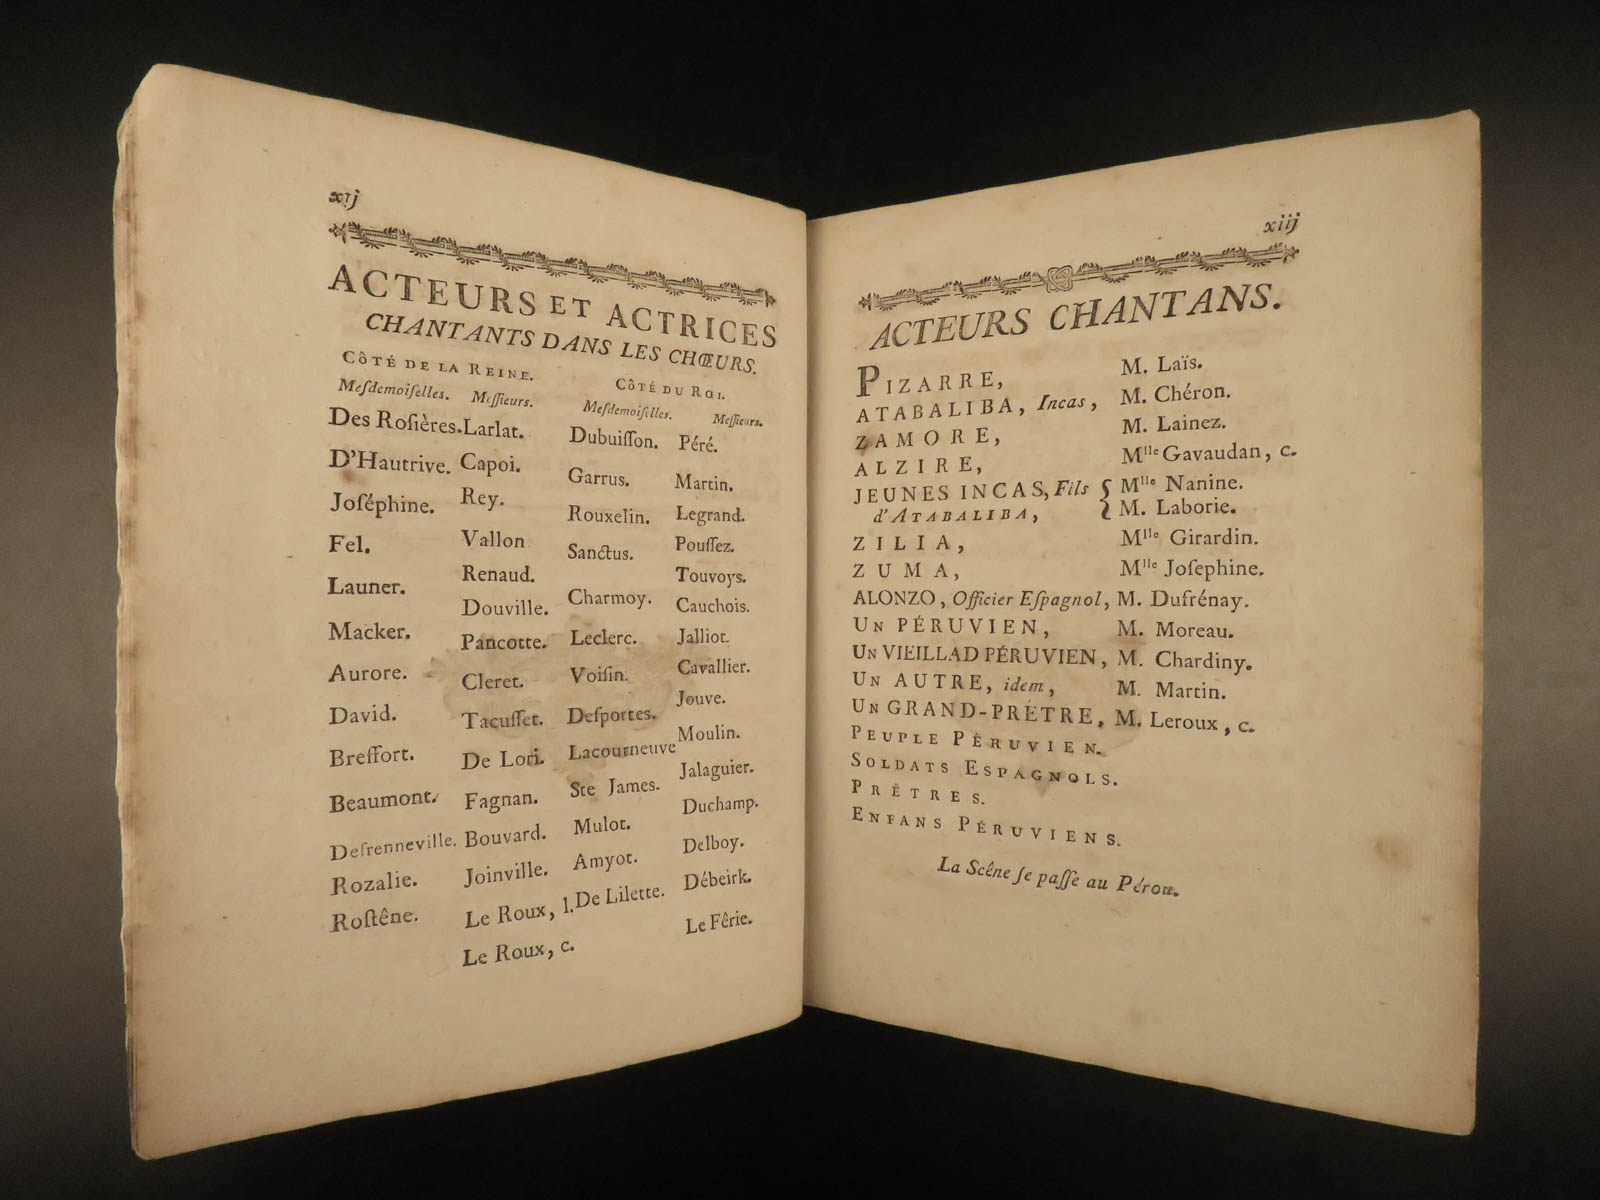 xij
ACTEURS ET ACTRICES
CHANTANTS DANS LES CHŒURS.
CÔTÉ DE LA REINE. CÔTÉ DU ROI.
Meſdemoiſelles. Meſſieurs. Meſdemoiſelles. Meſſieurs.
Des Roſières. Larlat. Dubuiſſon. Péré.
D'Hautrive. Capoi. Garrus. Martin.
Joſéphine. Rey. Rouxelin. Legrand.
Fel. Vallon Sanctus. Pouſſez.
Launer. Renaud. Charmoy. Touvoys.
Macker. Douville. Leclerc. Cauchois.
Aurore. Pancotte. Voiſin. Jalliot.
David. Cleret. Deſportes. Cavallier.
Breffort. Tacuſſet. Lacourneuve Jouve.
Beaumont. De Lori. Ste James. Moulin.
Deſrenneville. Fagnan. Mulot. Jalaguier.
Rozalie. Bouvard. Amyot. Duchamp.
Roſtêne. Joinville. De Lilette. Delboy.
Le Roux, l. Débeirk.
Le Roux, c. Le Fêrie.
xiij
ACTEURS CHANTANS.
PIZARRE, M. Laïs.
ATABALIBA, Incas, M. Chéron.
ZAMORE, M. Lainez.
ALZIRE, Mlle Gavaudan, c.
JEUNES INCAS, Fils { Mlle Nanine.
d'ATABALIBA, M. Laborie.
ZILIA, Mlle Girardin.
ZUMA, Mlle Joſephine.
ALONZO, Officier Eſpagnol, M. Dufrénay.
UN PÉRUVIEN, M. Moreau.
UN VIEILLAD PÉRUVIEN, M. Chardiny.
UN AUTRE, idem, M. Martin.
UN GRAND-PRÉTRE, M. Leroux, c.
PEUPLE PÉRUVIEN.
SOLDATS ESPAGNOLS.
PRÊTRES.
ENFANS PÉRUVIENS.
La Scêne ſe paſſe au Pérou.